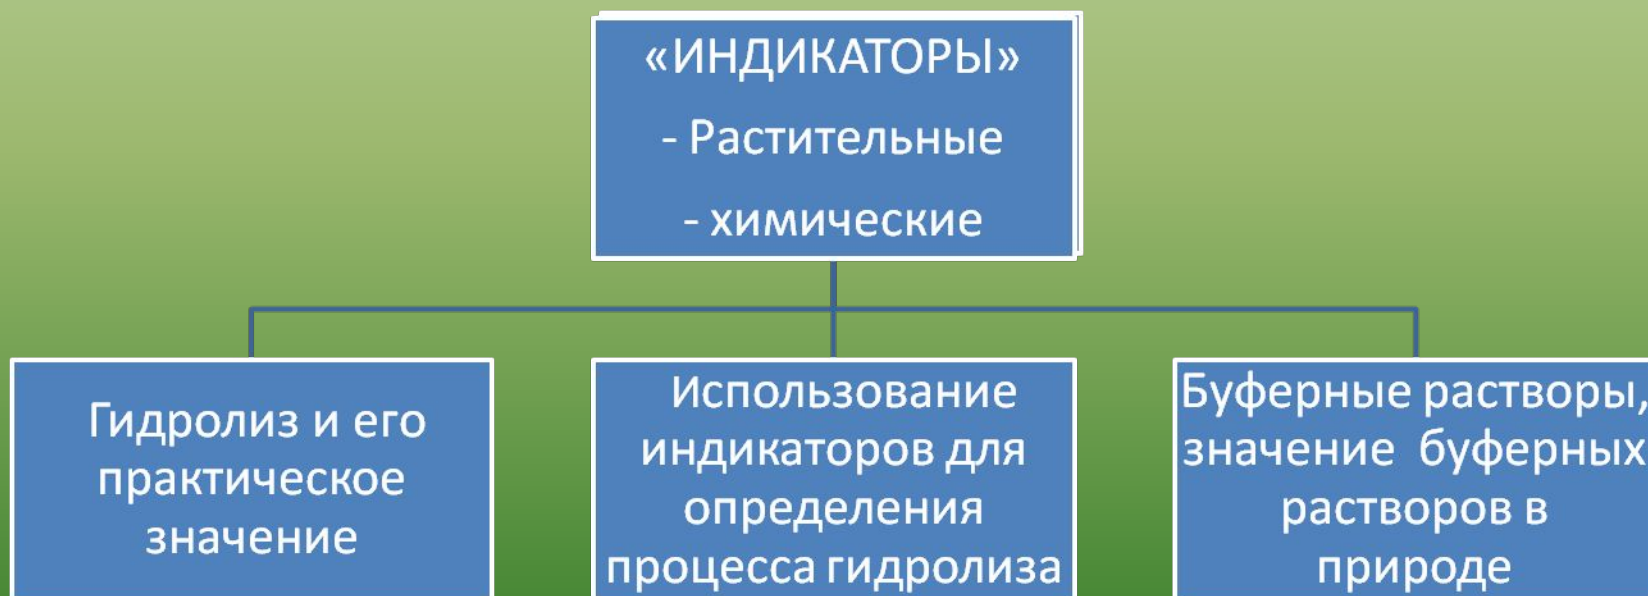 «ИНДИКАТОРЫ»
- Растительные
- химические
Гидролиз и его
практическое
значение
Использование
индикаторов для
определения
процесса гидролиза
Буферные растворы,
значение буферных
растворов в
природе